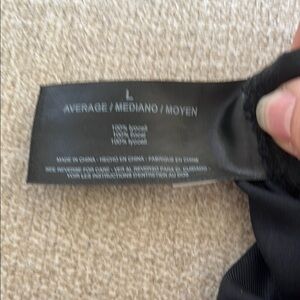 L
AVERAGE / MEDIANO / MOYEN
100% lyocell
100% liocel
100% lyocell
MADE IN CHINA - HECHO EN CHINA - FABRIQUE EN CHINE
SEE REVERSE FOR CARE - VER AL REVERSO PARA EL CUIDADO -
VOIR LES INSTRUCTIONS D'ENTRETIEN AU DOS